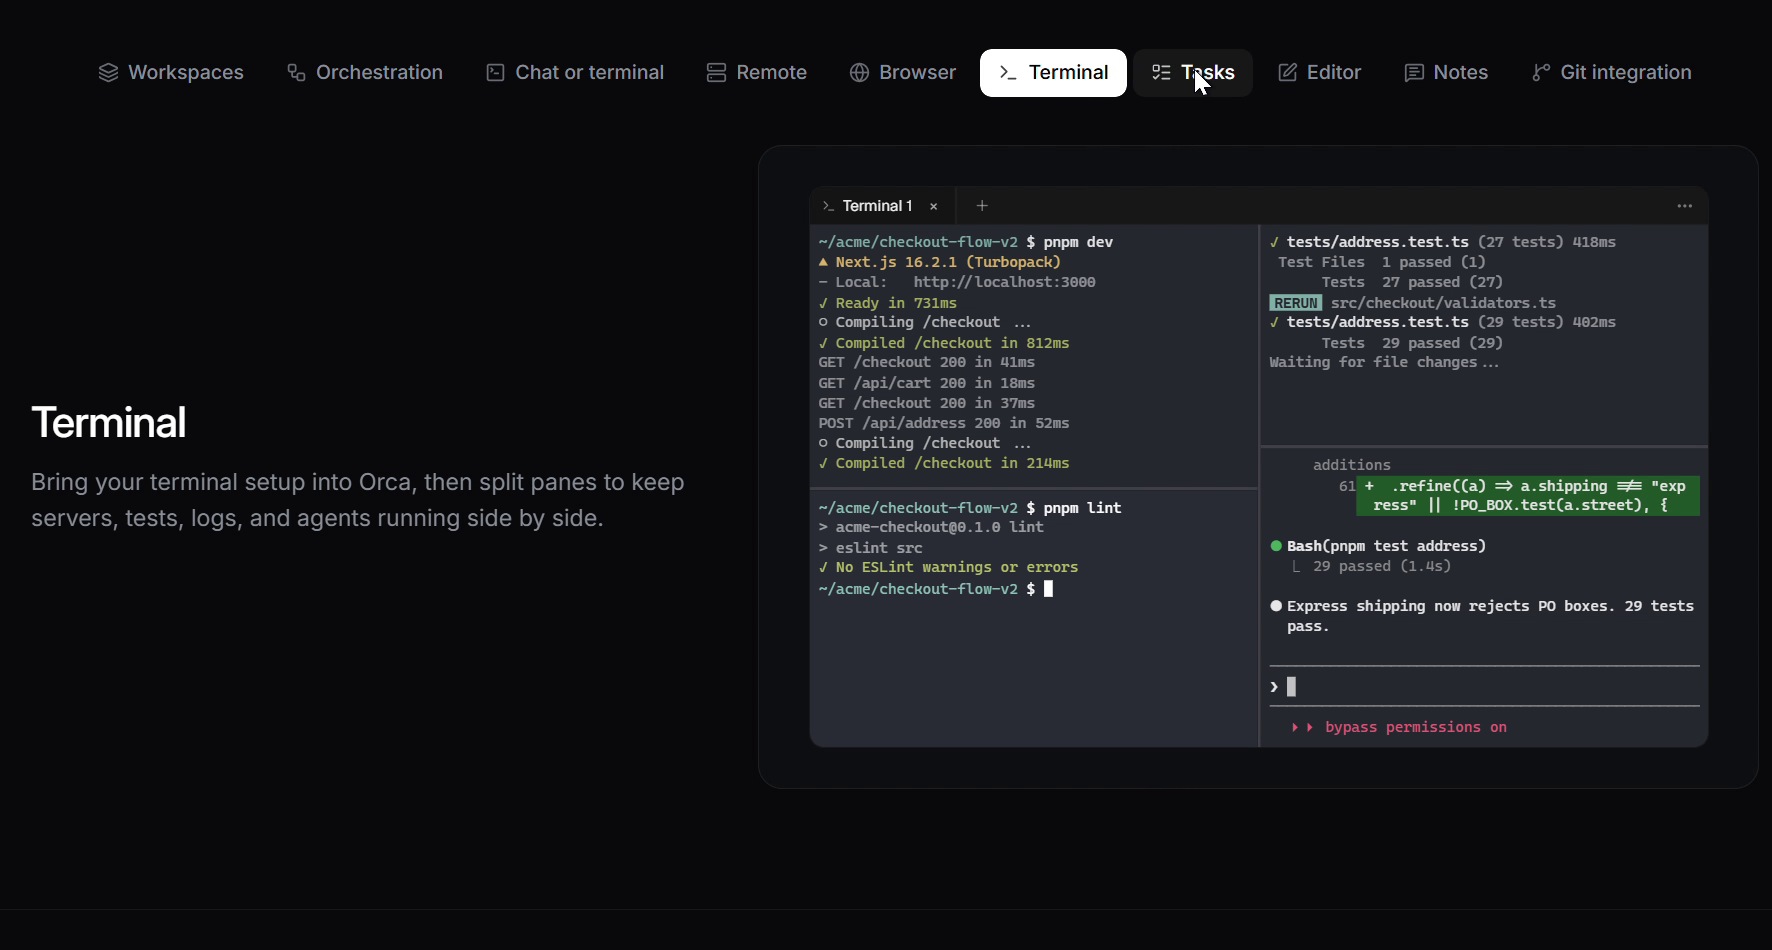 Workspaces
Orchestration
Chat or terminal
Remote
Browser
Terminal
Tasks
Editor
Notes
Git integration
Terminal
Bring your terminal setup into Orca, then split panes to keep
servers, tests, logs, and agents running side by side.
Terminal 1 ×
~/acme/checkout-flow-v2 $ pnpm dev
▲ Next.js 16.2.1 (Turbopack)
- Local: http://localhost:3000
✓ Ready in 731ms
○ Compiling /checkout ...
✓ Compiled /checkout in 812ms
GET /checkout 200 in 41ms
GET /api/cart 200 in 18ms
GET /checkout 200 in 37ms
POST /api/address 200 in 52ms
○ Compiling /checkout ...
✓ Compiled /checkout in 214ms
~/acme/checkout-flow-v2 $ pnpm lint
> acme-checkout@0.1.0 lint
> eslint src
✓ No ESLint warnings or errors
~/acme/checkout-flow-v2 $
✓ tests/address.test.ts (27 tests) 418ms
Test Files 1 passed (1)
Tests 27 passed (27)
RERUN src/checkout/validators.ts
✓ tests/address.test.ts (29 tests) 402ms
Tests 29 passed (29)
Waiting for file changes...
additions
61 + .refine((a) => a.shipping !== "exp
ress" || !PO_BOX.test(a.street), {
● Bash(pnpm test address)
⎿ 29 passed (1.4s)
● Express shipping now rejects PO boxes. 29 tests
pass.
❯
⏵⏵ bypass permissions on